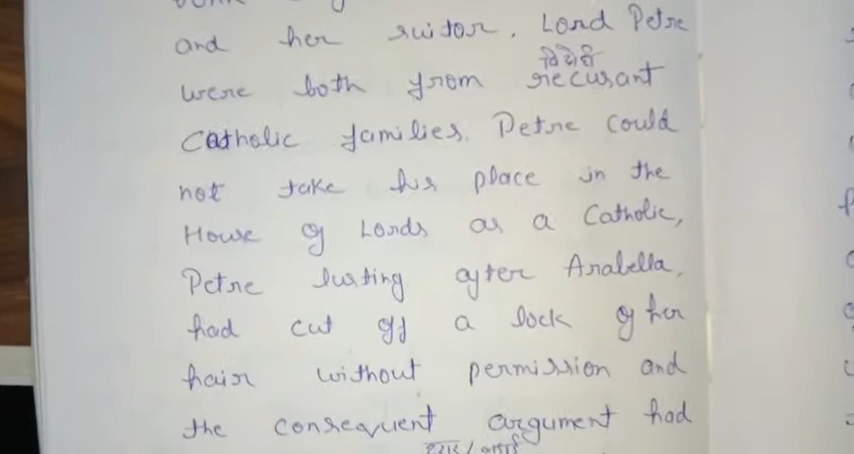 and her suitor, Lord Petre
विरोधी
were both from recusant
Catholic families. Petre could
not take his place in the
House of Lords as a Catholic,
Petre lusting after Arabella,
had cut off a lock of her
hair without permission and
the consequent argument had